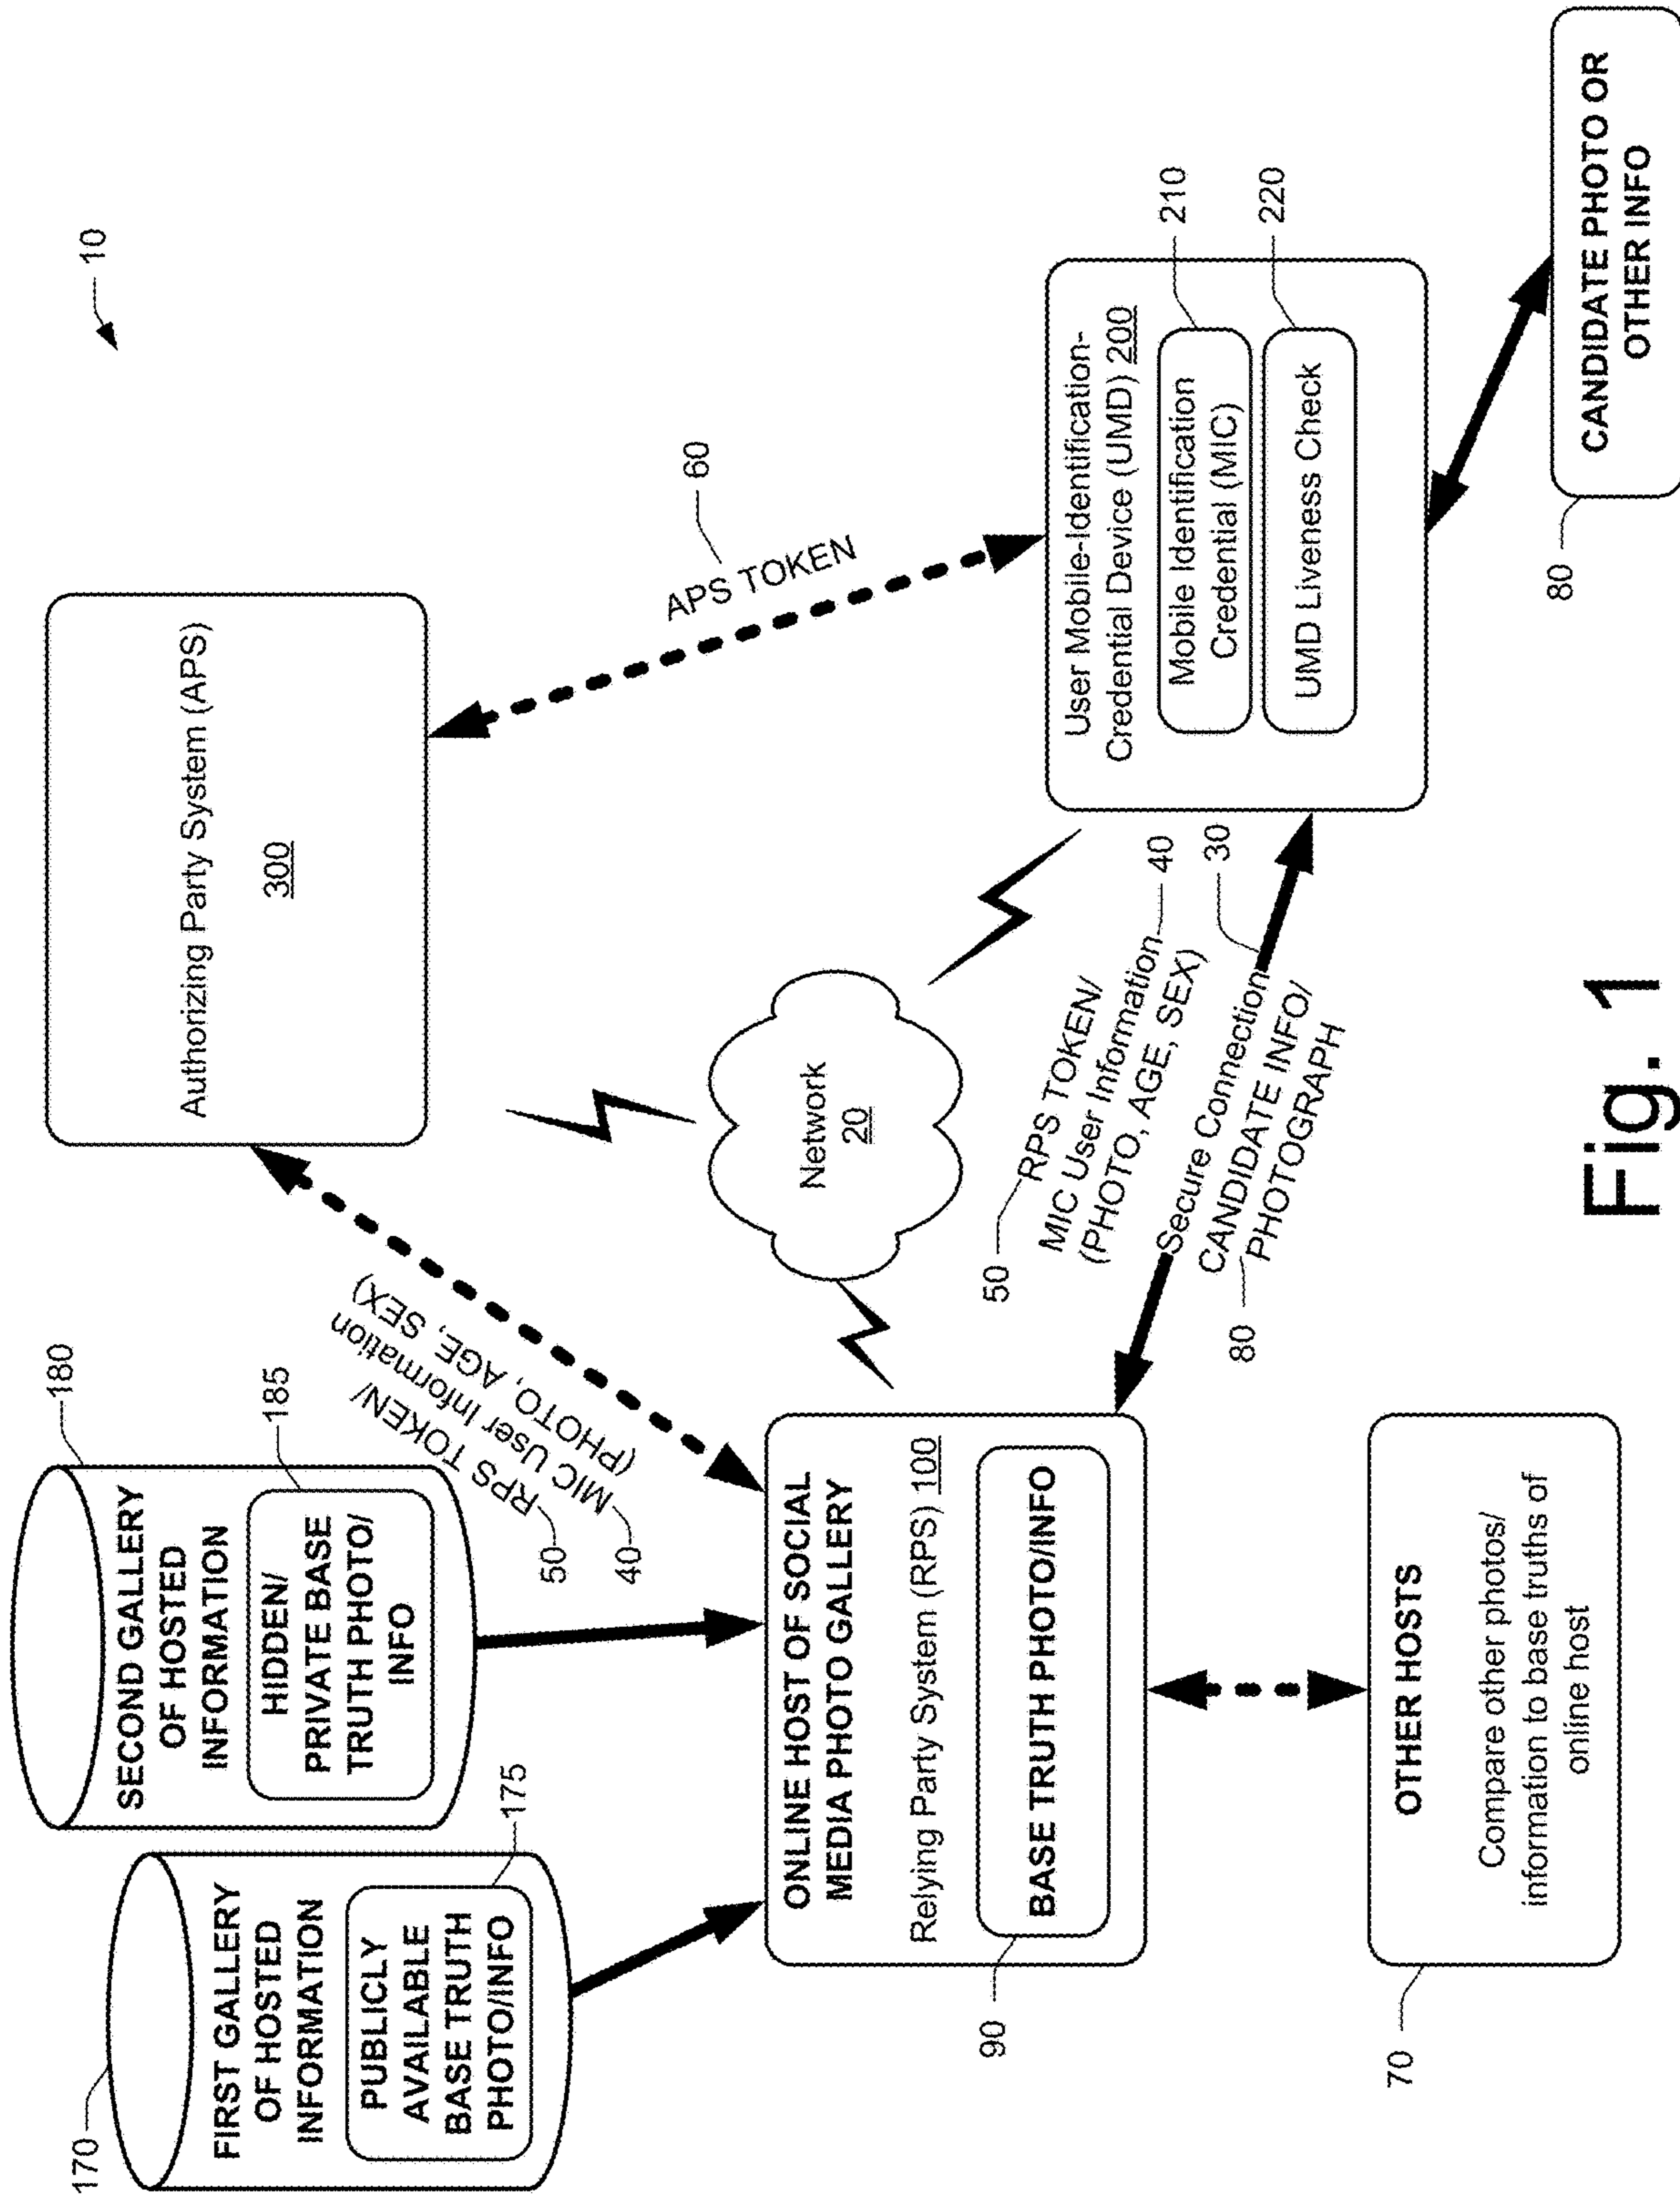 10
170
FIRST GALLERY
OF HOSTED
INFORMATION
PUBLICLY
AVAILABLE
BASE TRUTH
PHOTO/INFO
175
180
SECOND GALLERY
OF HOSTED
INFORMATION
HIDDEN/
PRIVATE BASE
TRUTH PHOTO/
INFO
185
50
RPS TOKEN/
40
MIC User Information
(PHOTO, AGE, SEX)
Authorizing Party System (APS)
300
APS TOKEN
60
Network
20
ONLINE HOST OF SOCIAL
MEDIA PHOTO GALLERY
Relying Party System (RPS) 100
BASE TRUTH PHOTO/INFO
90
50
RPS TOKEN/
MIC User Information
40
(PHOTO, AGE, SEX)
30
Secure Connection
CANDIDATE INFO/
80
PHOTOGRAPH
User Mobile-Identification-
Credential Device (UMD) 200
Mobile Identification
Credential (MIC)
210
UMD Liveness Check
220
OTHER HOSTS
Compare other photos/
information to base truths of
online host
70
80
CANDIDATE PHOTO OR
OTHER INFO
Fig. 1